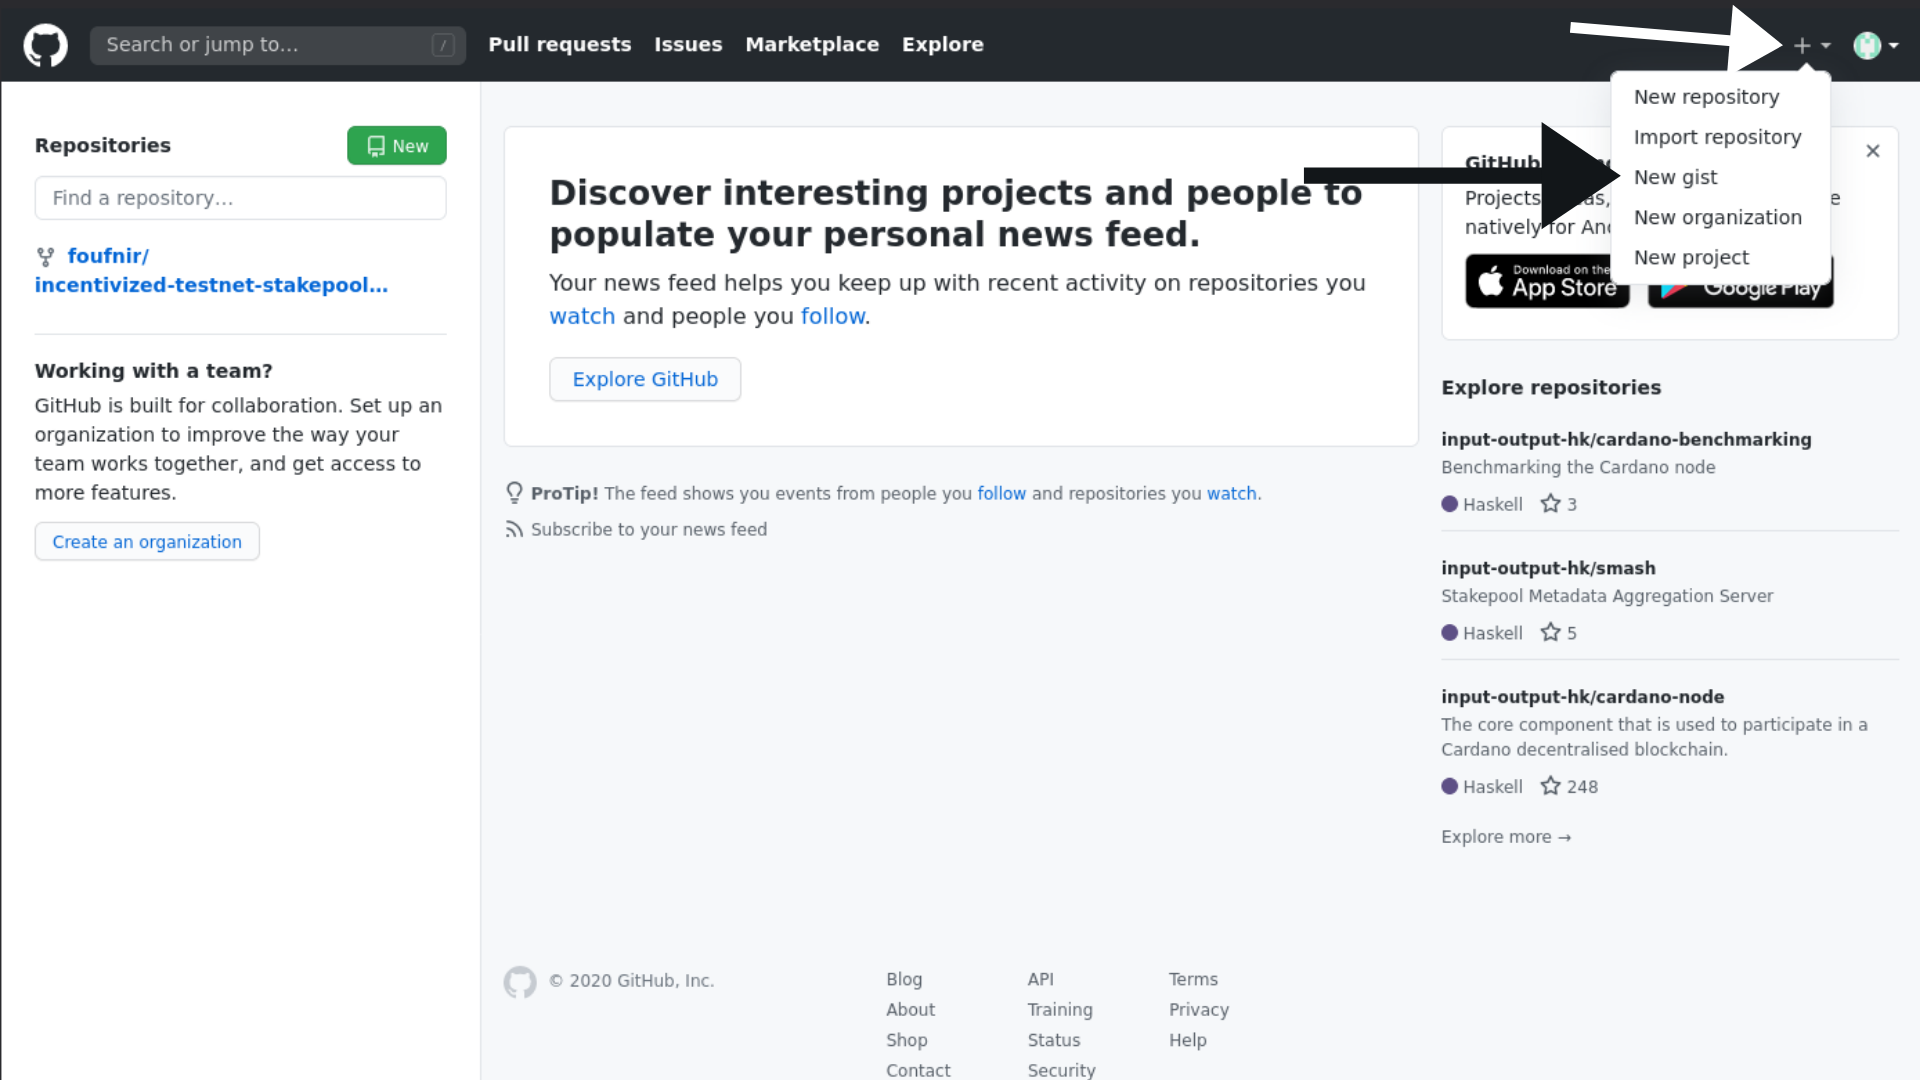 Search or jump to...
/
Pull requests
Issues
Marketplace
Explore
Repositories
New
Find a repository...
foufnir/
incentivized-testnet-stakepool...
Working with a team?
GitHub is built for collaboration. Set up an
organization to improve the way your
team works together, and get access to
more features.
Create an organization
Discover interesting projects and people to
populate your personal news feed.
Your news feed helps you keep up with recent activity on repositories you
watch and people you follow.
Explore GitHub
ProTip! The feed shows you events from people you follow and repositories you watch.
Subscribe to your news feed
New repository
Import repository
New gist
New organization
New project
GitHub
Projects
natively for
Download on the
App Store
Google Play
Explore repositories
input-output-hk/cardano-benchmarking
Benchmarking the Cardano node
Haskell 3
input-output-hk/smash
Stakepool Metadata Aggregation Server
Haskell 5
input-output-hk/cardano-node
The core component that is used to participate in a
Cardano decentralised blockchain.
Haskell 248
Explore more →
© 2020 GitHub, Inc.
Blog
About
Shop
Contact
API
Training
Status
Security
Terms
Privacy
Help